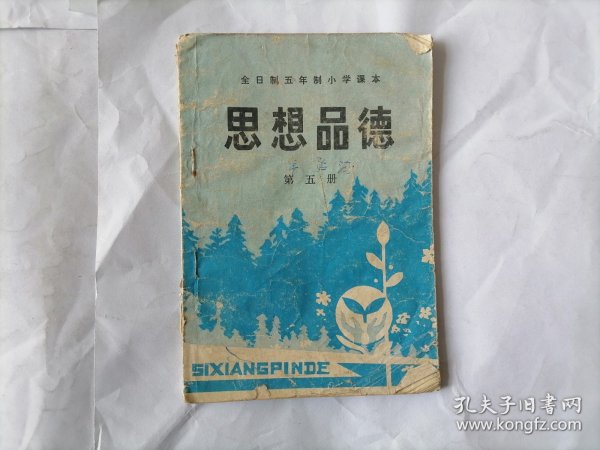 全日制五年制小学课本
思想品德
第五册
SIXIANGPINDE
孔夫子旧书网
www.kongfz.com